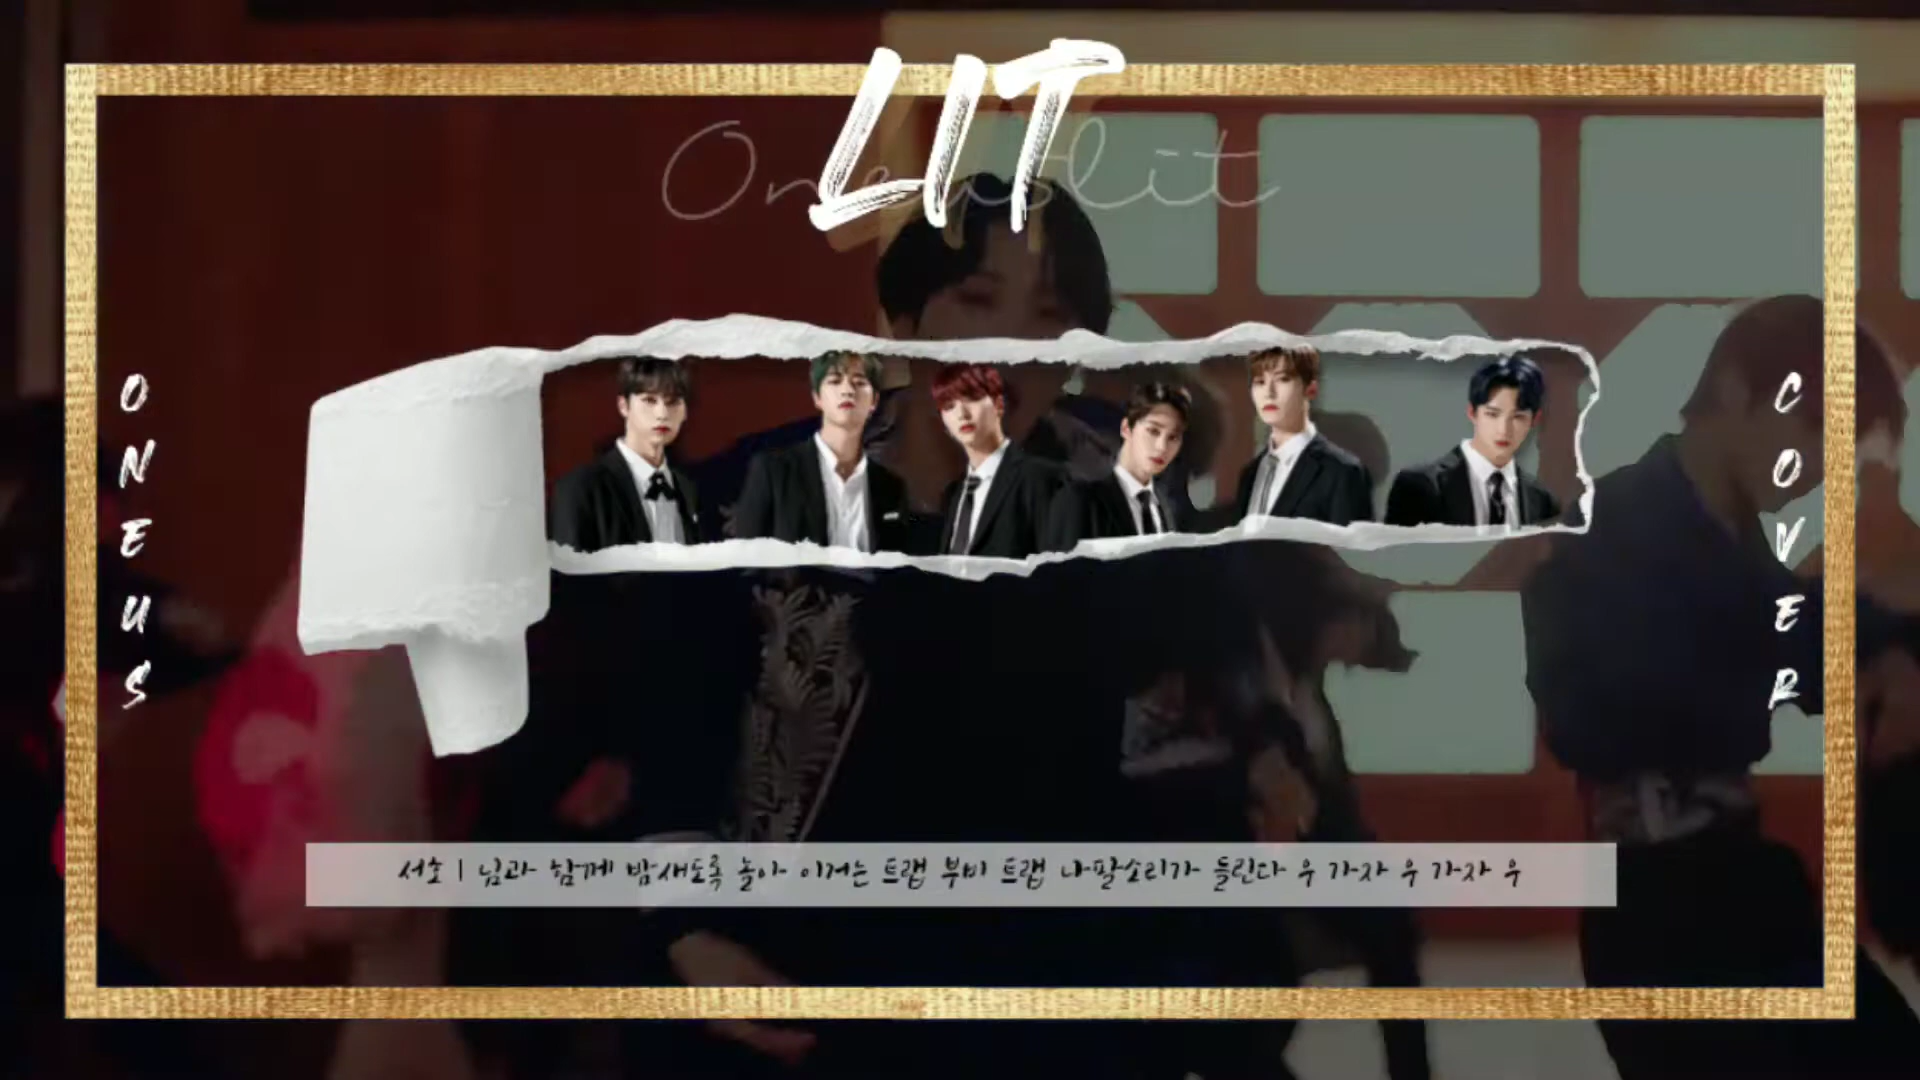 LIT
Oneuslit
ONEUS
COVER
서호 | 님과 함께 밤새도록 놀아 이거는 트랩 부비 트랩 나팔소리가 들린다 우 가자 우 가자 우